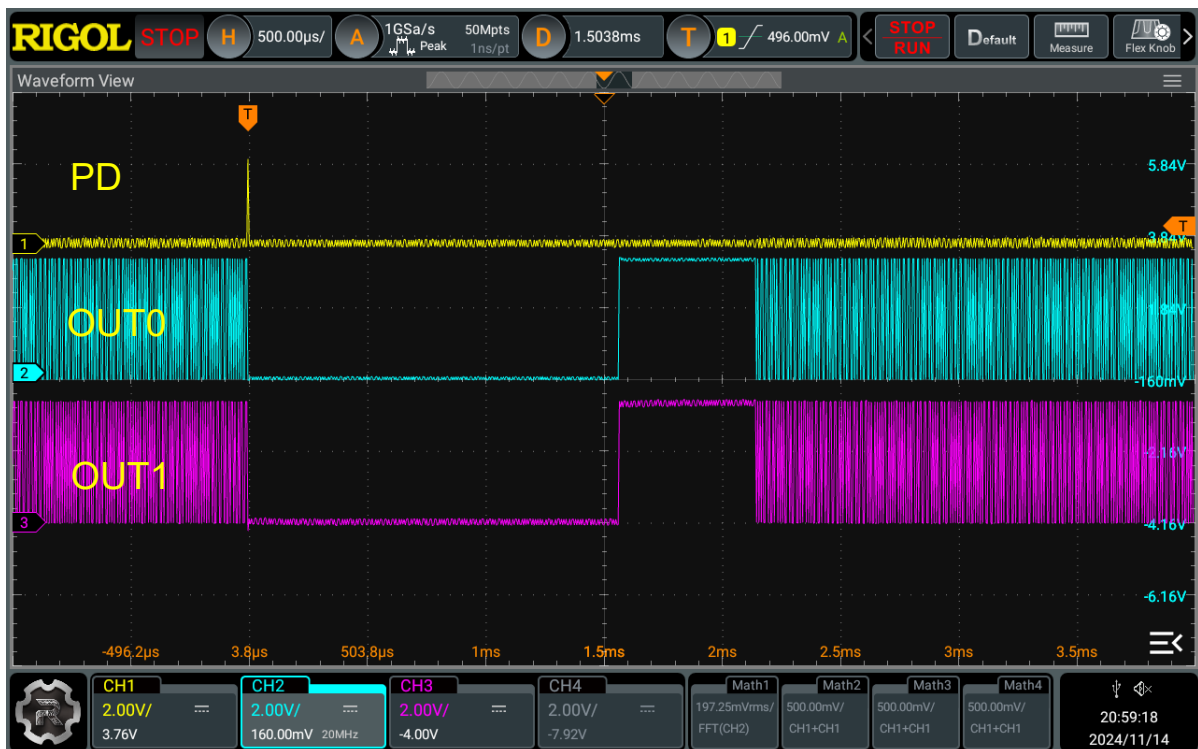 RIGOL STOP H 500.00µs/ A 1GSa/s 50Mpts D 1.5038ms T 1 496.00mV A < STOP Default Measure Flex Knob >
Peak 1ns/pt RUN
Waveform View
T
PD
5.84V
T
1
3.84V
OUT0
1.84V
2
-160mV
OUT1
-2.16V
3
-4.16V
-6.16V
-496.2µs 3.8µs 503.8µs 1ms 1.5ms 2ms 2.5ms 3ms 3.5ms
CH1 CH2 CH3 CH4 Math1 Math2 Math3 Math4
2.00V/ 2.00V/ 2.00V/ 2.00V/ 197.25mVrms/ 500.00mV/ 500.00mV/ 500.00mV/
3.76V 160.00mV 20MHz -4.00V -7.92V FFT(CH2) CH1+CH1 CH1+CH1 CH1+CH1
R
20:59:18
2024/11/14